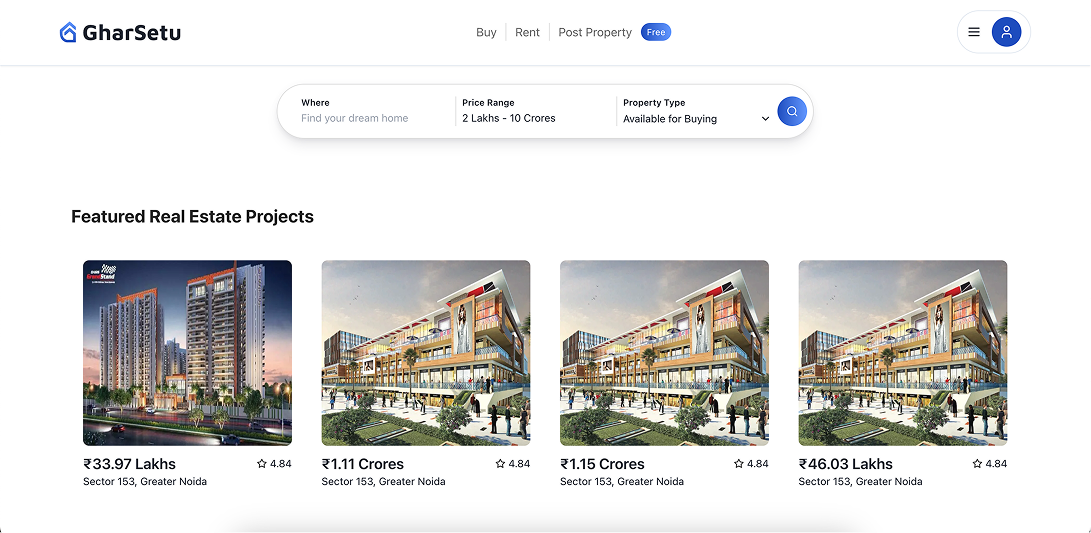 GharSetu
Buy
Rent
Post Property
Free
Where
Find your dream home
Price Range
2 Lakhs - 10 Crores
Property Type
Available for Buying
Featured Real Estate Projects
₹33.97 Lakhs
4.84
Sector 153, Greater Noida
₹1.11 Crores
4.84
Sector 153, Greater Noida
₹1.15 Crores
4.84
Sector 153, Greater Noida
₹46.03 Lakhs
4.84
Sector 153, Greater Noida